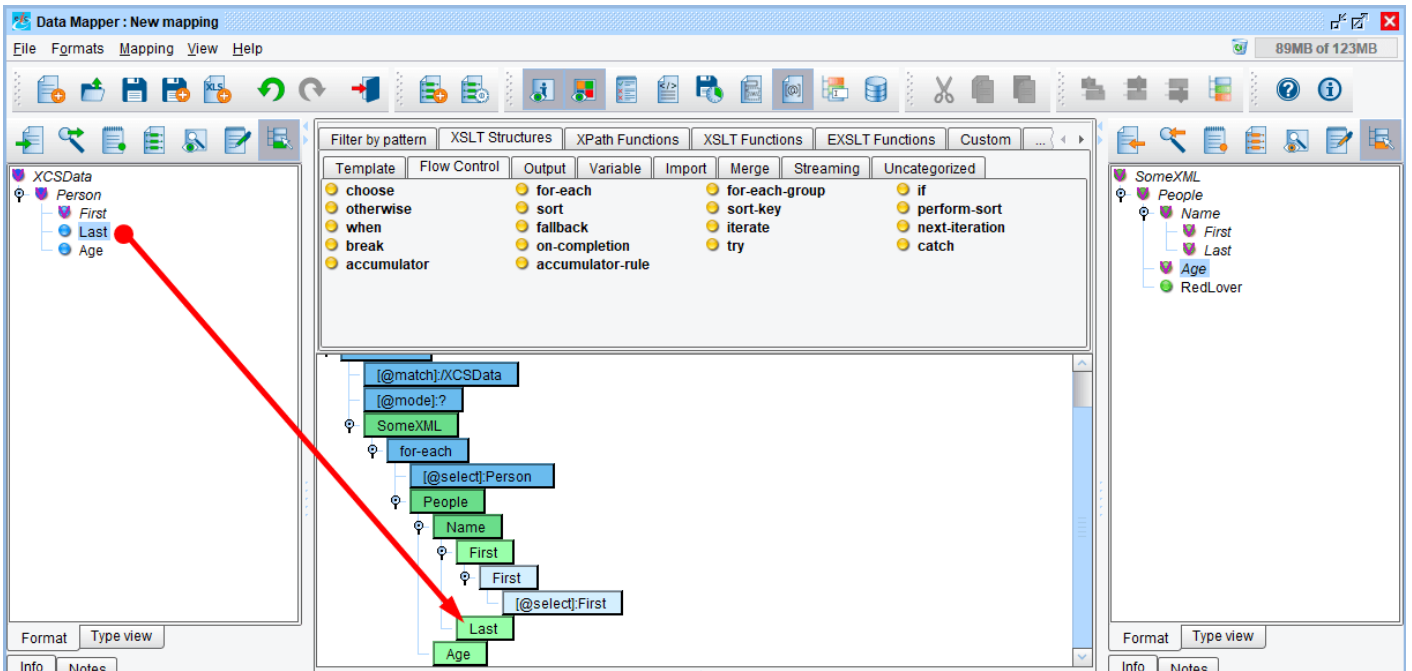 Data Mapper : New mapping
File Formats Mapping View Help
89MB of 123MB
XLS
Filter by pattern XSLT Structures XPath Functions XSLT Functions EXSLT Functions Custom ...
Template Flow Control Output Variable Import Merge Streaming Uncategorized
choose for-each for-each-group if
otherwise sort sort-key perform-sort
when fallback iterate next-iteration
break on-completion try catch
accumulator accumulator-rule
XCSData
Person
First
Last
Age
[@match]:/XCSData
[@mode]:?
SomeXML
for-each
[@select]:Person
People
Name
First
First
[@select]:First
Last
Age
SomeXML
People
Name
First
Last
Age
RedLover
Format Type view
Info Notes
Format Type view
Info Notes